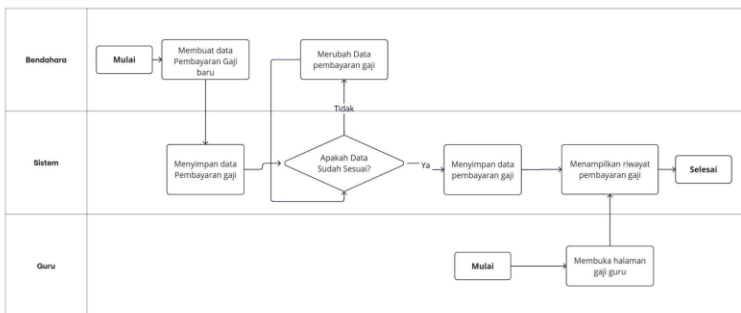 Bendahara
Mulai
Membuat data
Pembayaran Gaji
baru
Merubah Data
pembayaran gaji
Tidak
Sistem
Menyimpan data
Pembayaran gaji
Apakah Data
Sudah Sesuai?
Ya
Menyimpan data
pembayaran gaji
Menampilkan riwayat
pembayaran gaji
Selesai
Guru
Mulai
Membuka halaman
gaji guru